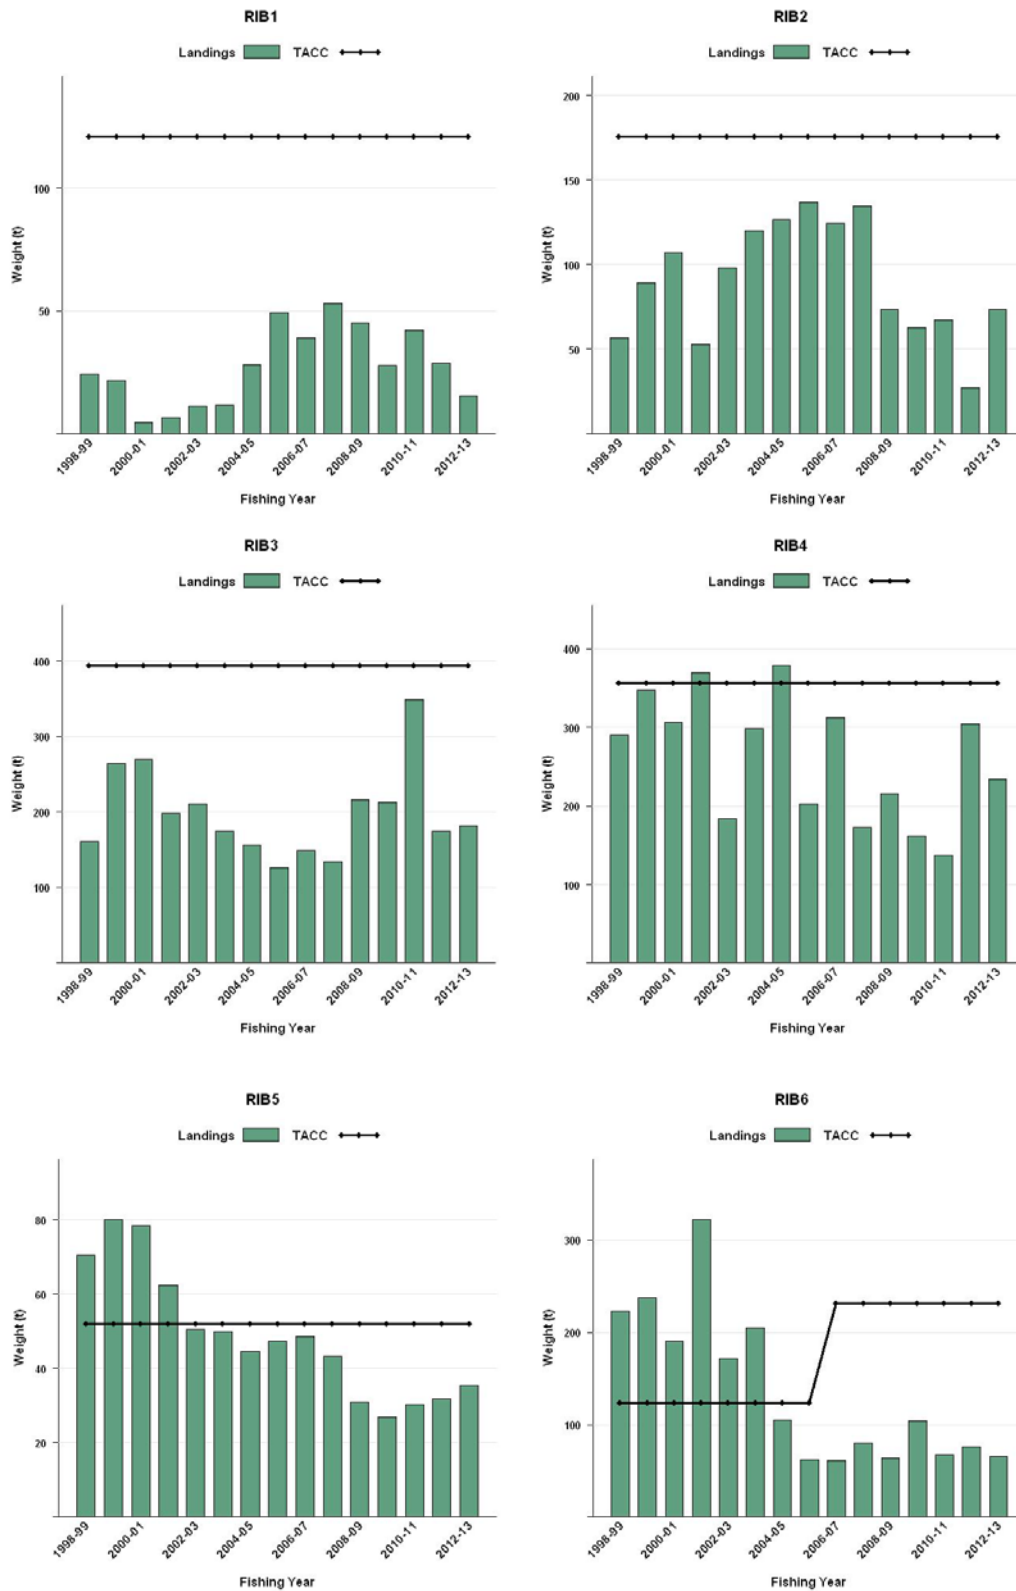 RIB1
Landings TACC
100
50
Weight (t)
1998-99 2000-01 2002-03 2004-05 2006-07 2008-09 2010-11 2012-13
Fishing Year
RIB2
Landings TACC
200
150
100
50
Weight (t)
1998-99 2000-01 2002-03 2004-05 2006-07 2008-09 2010-11 2012-13
Fishing Year
RIB3
Landings TACC
400
300
200
100
Weight (t)
1998-99 2000-01 2002-03 2004-05 2006-07 2008-09 2010-11 2012-13
Fishing Year
RIB4
Landings TACC
400
300
200
100
Weight (t)
1998-99 2000-01 2002-03 2004-05 2006-07 2008-09 2010-11 2012-13
Fishing Year
RIB5
Landings TACC
80
60
40
20
Weight (t)
1998-99 2000-01 2002-03 2004-05 2006-07 2008-09 2010-11 2012-13
Fishing Year
RIB6
Landings TACC
300
200
100
Weight (t)
1998-99 2000-01 2002-03 2004-05 2006-07 2008-09 2010-11 2012-13
Fishing Year